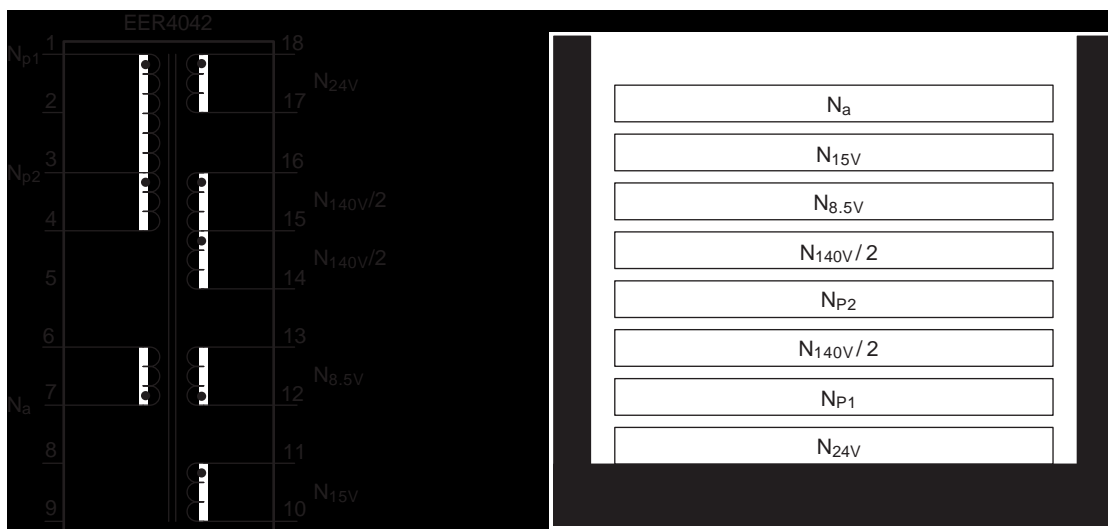 EER4042
1
Np1
18
N24V
2
17
3
16
Np2
N140V/2
4
15
N140V/2
5
14
6
13
N8.5V
7
12
Na
8
11
N15V
9
10
Na
N15V
N8.5V
N140V / 2
NP2
N140V / 2
NP1
N24V